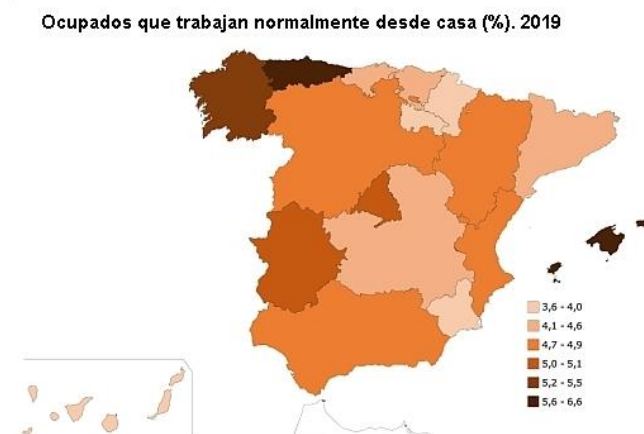 Ocupados que trabajan normalmente desde casa (%). 2019
3,6 - 4,0
4,1 - 4,6
4,7 - 4,9
5,0 - 5,1
5,2 - 5,5
5,6 - 6,6